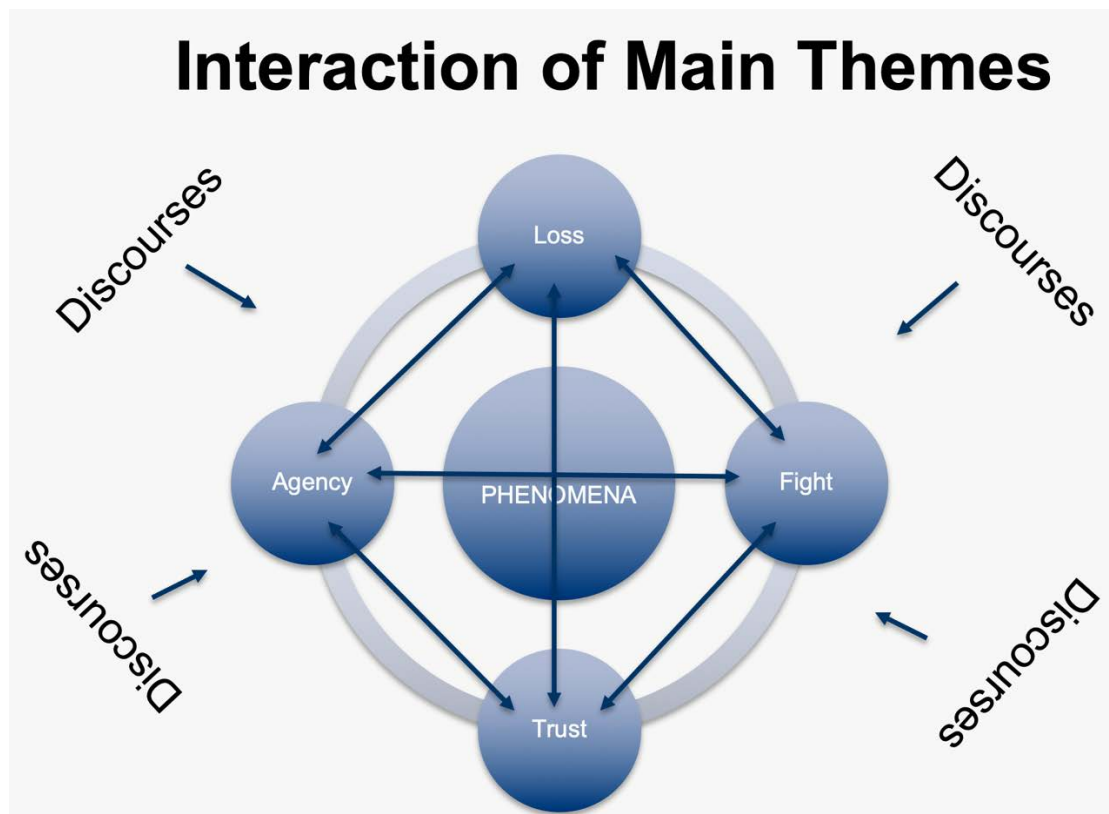 Interaction of Main Themes
Discourses
Discourses
Loss
Agency
PHENOMENA
Fight
Discourses
Discourses
Trust